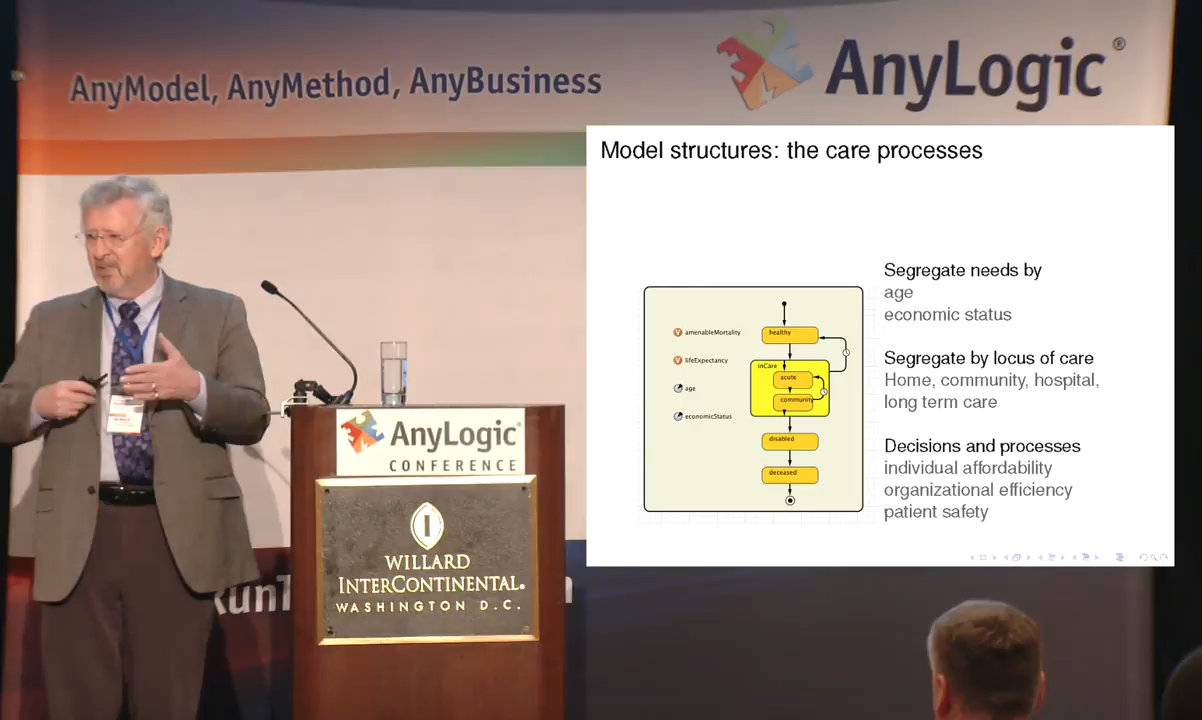 AnyModel, AnyMethod, AnyBusiness
AnyLogic®
Model structures: the care processes
amenableMortality
lifeExpectancy
age
economicStatus
healthy
inCare
acute
community
disabled
deceased
Segregate needs by
age
economic status
Segregate by locus of care
Home, community, hospital,
long term care
Decisions and processes
individual affordability
organizational efficiency
patient safety
AnyLogic®
CONFERENCE
I
WILLARD
INTERCONTINENTAL.
WASHINGTON D.C.